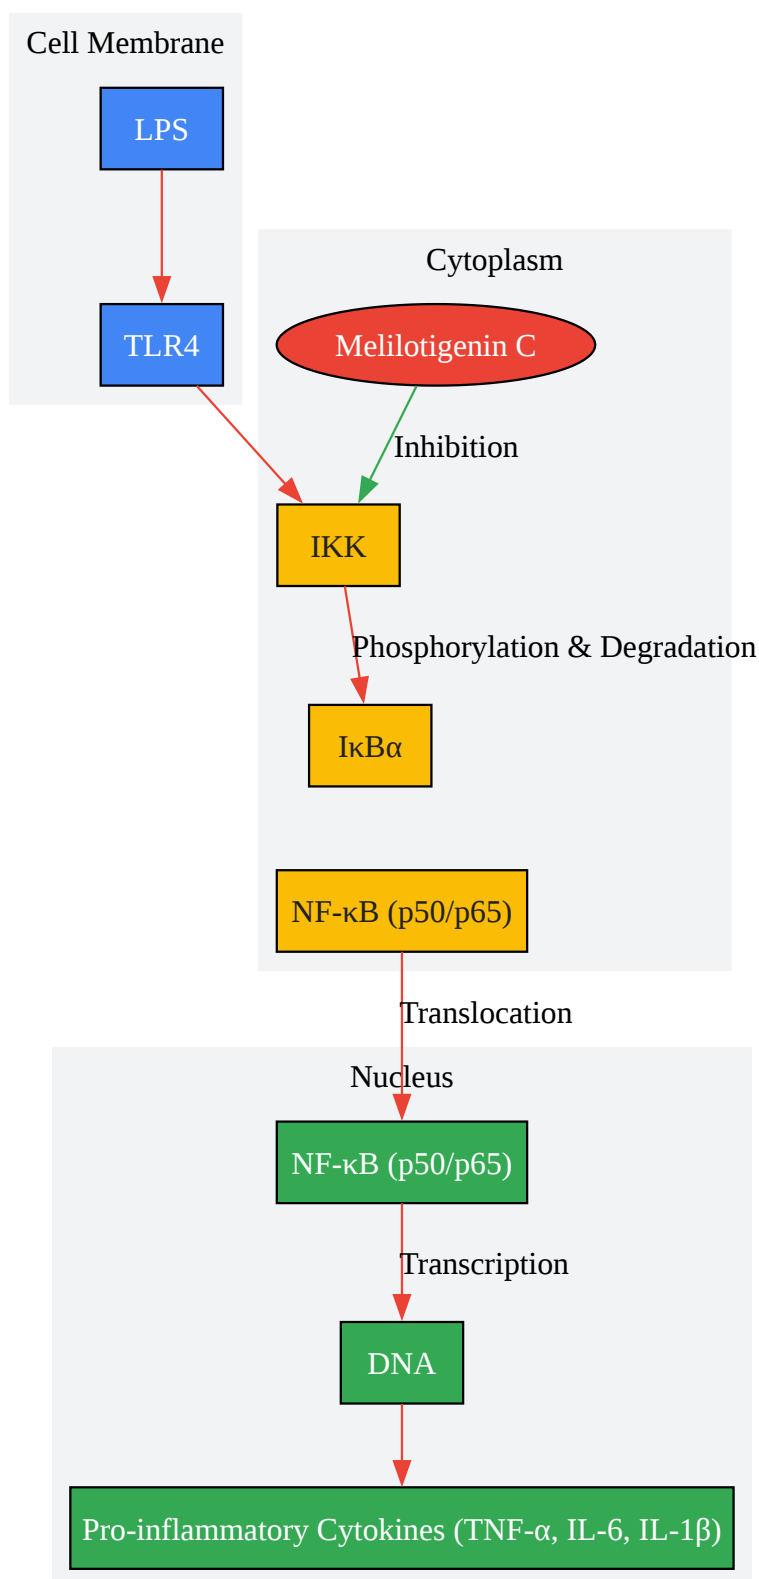 Cell Membrane
LPS
TLR4
Cytoplasm
Melilotigenin C
Inhibition
IKK
Phosphorylation & Degradation
IκBα
NF-κB (p50/p65)
Translocation
Nucleus
NF-κB (p50/p65)
Transcription
DNA
Pro-inflammatory Cytokines (TNF-α, IL-6, IL-1β)